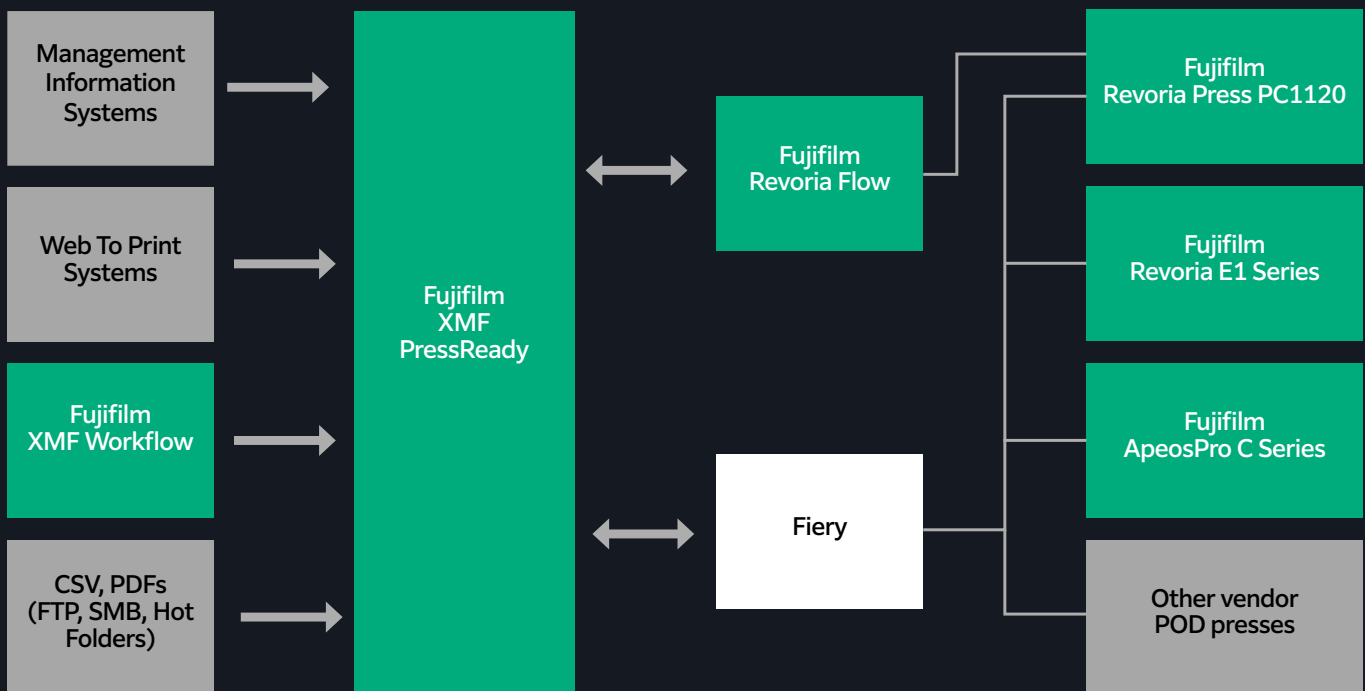 Management
Information
Systems
Web To Print
Systems
Fujifilm
XMF Workflow
CSV, PDFs
(FTP, SMB, Hot
Folders)
Fujifilm
XMF
PressReady
Fujifilm
Revoria Flow
Fiery
Fujifilm
Revoria Press PC1120
Fujifilm
Revoria E1 Series
Fujifilm
ApeosPro C Series
Other vendor
POD presses